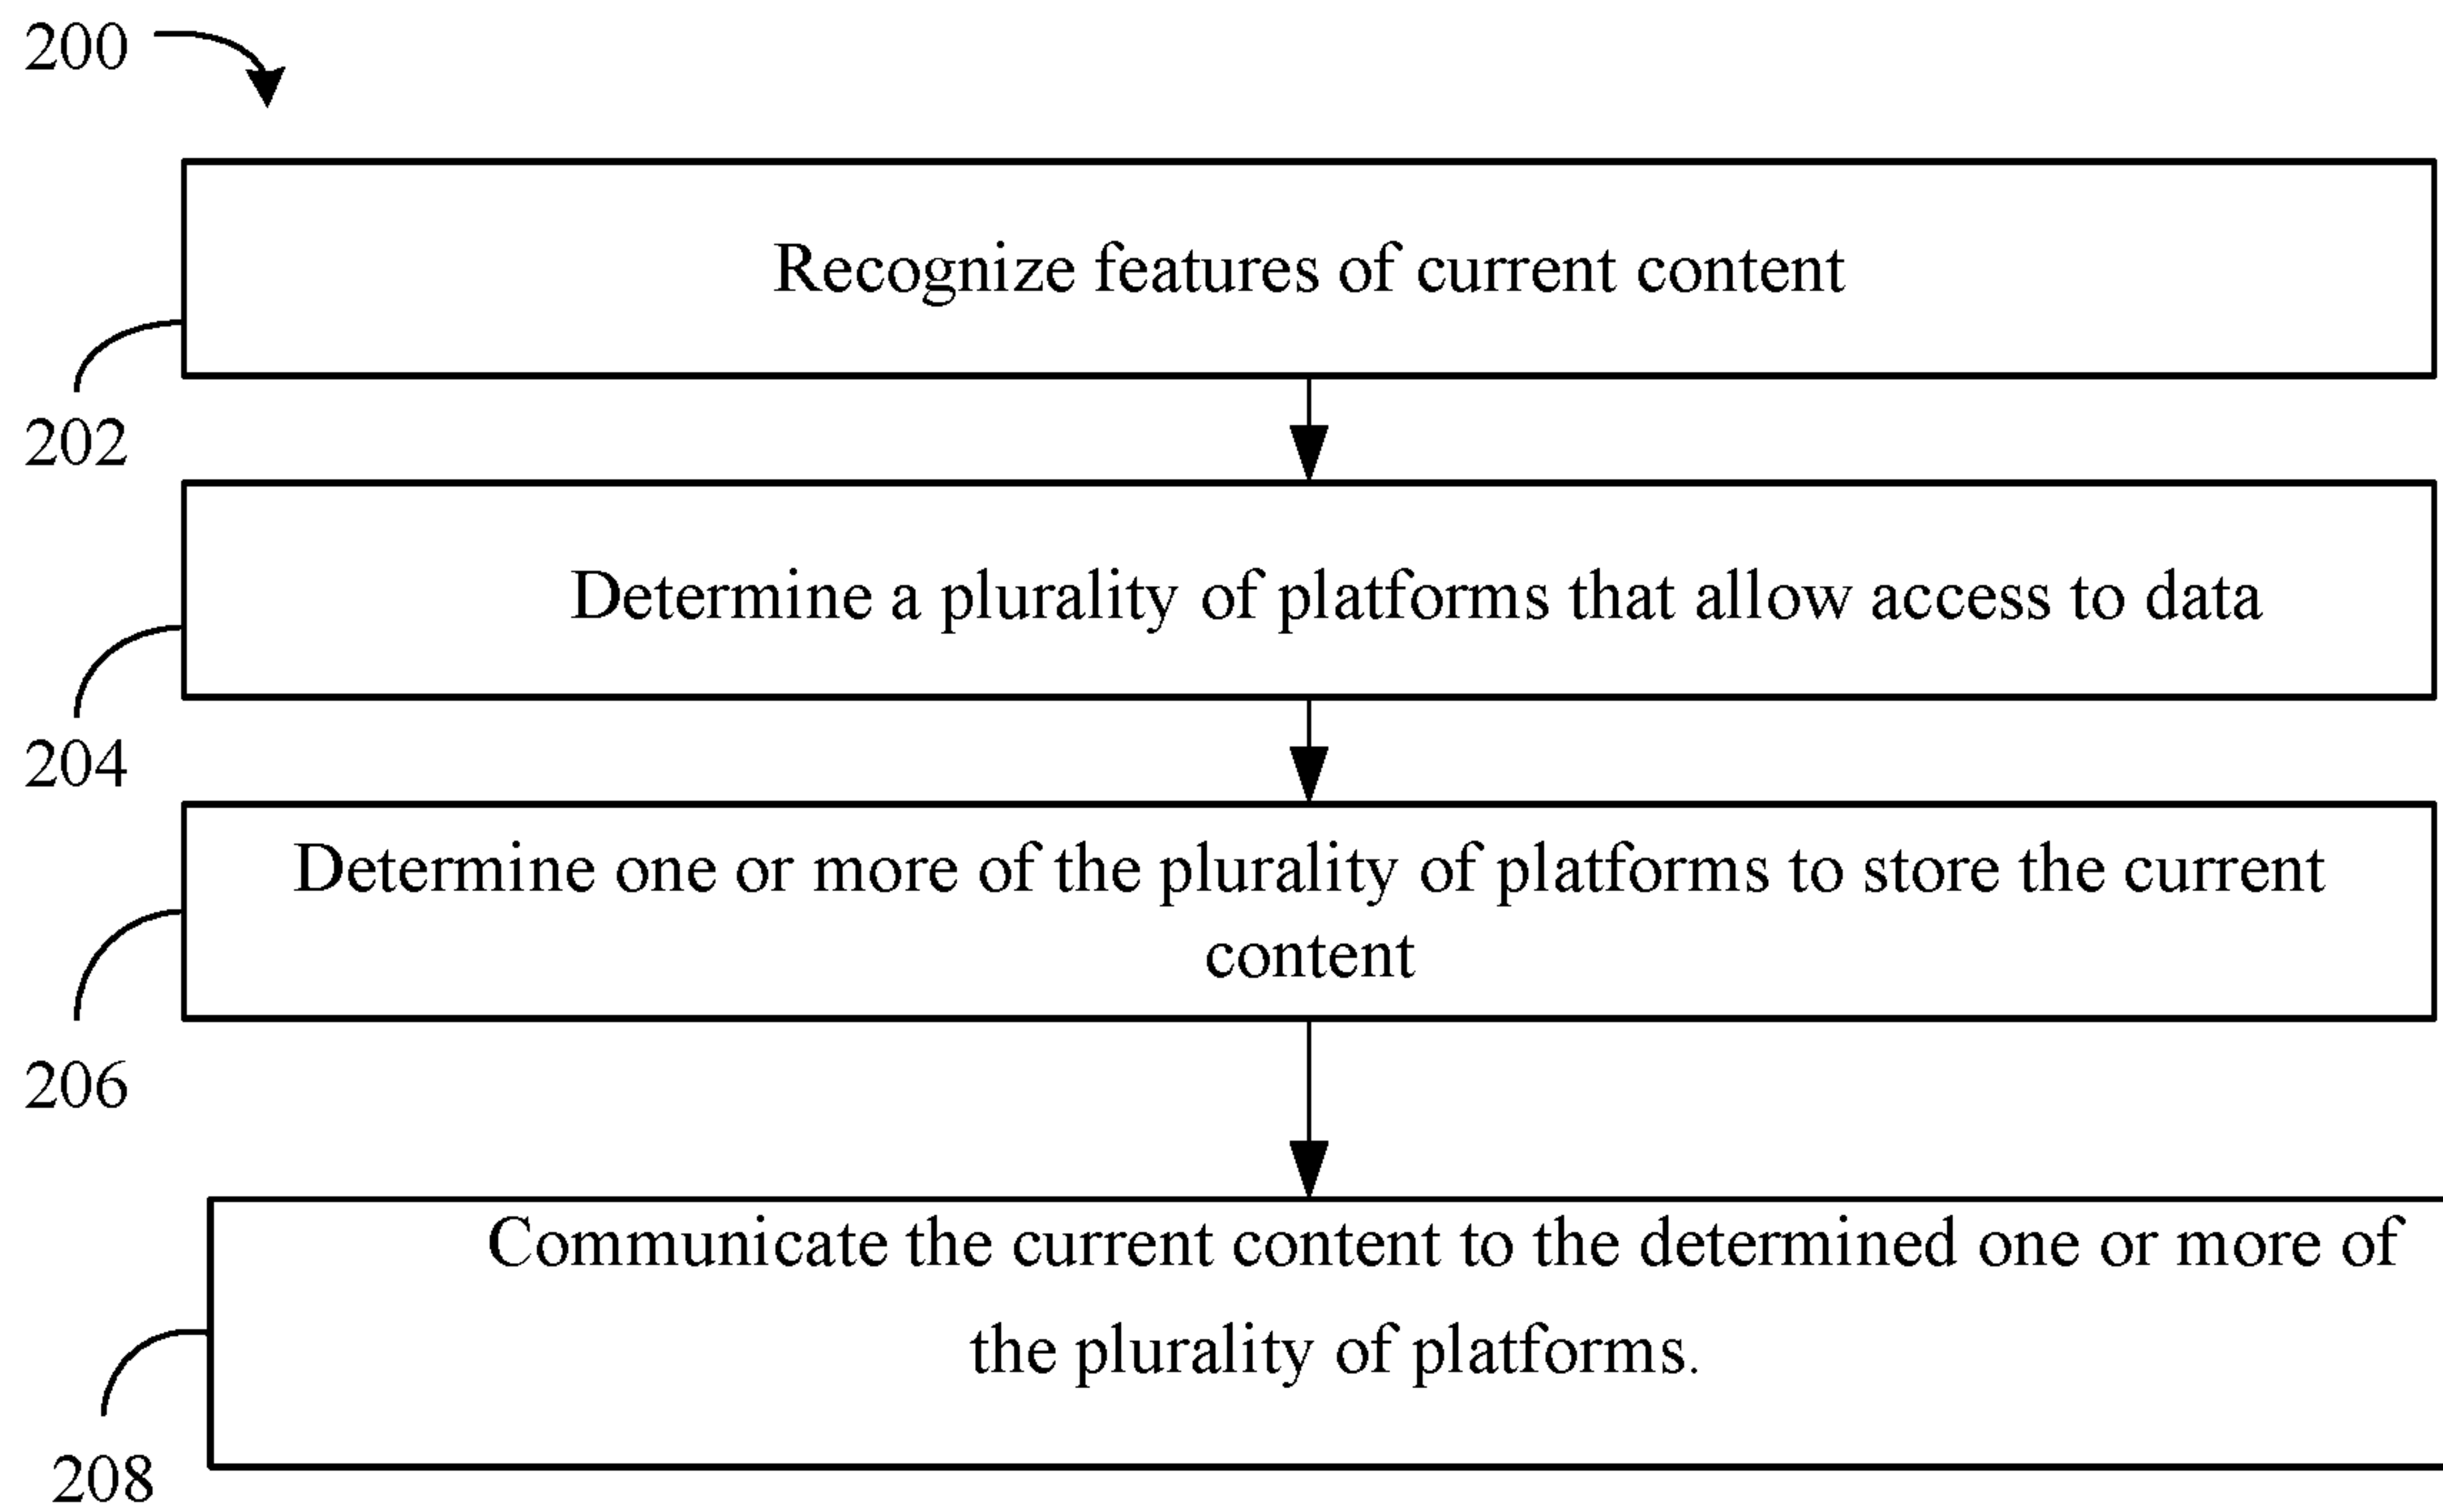 200
Recognize features of current content
202
Determine a plurality of platforms that allow access to data
204
Determine one or more of the plurality of platforms to store the current
content
206
Communicate the current content to the determined one or more of
the plurality of platforms.
208